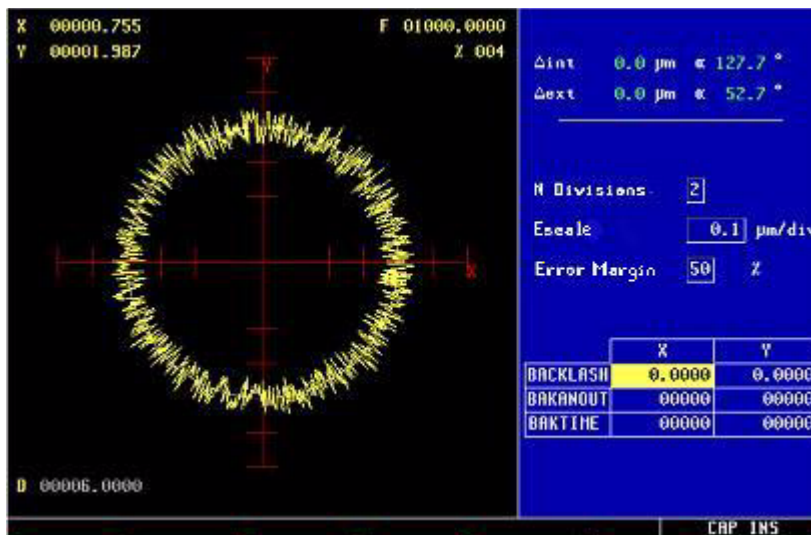 X 00000.755 F 01000.0000
Y 00001.987 % 004
Y
X
D 00006.0000
Δint 0.0 µm α 127.7 °
Δext 0.0 µm α 52.7 °
N Divisions 2
Escale 0.1 µm/div
Error Margin 50 %
X Y
BACKLASH 0.0000 0.0000
BAKANOUT 00000 00000
BAKTIME 00000 00000
CAP INS